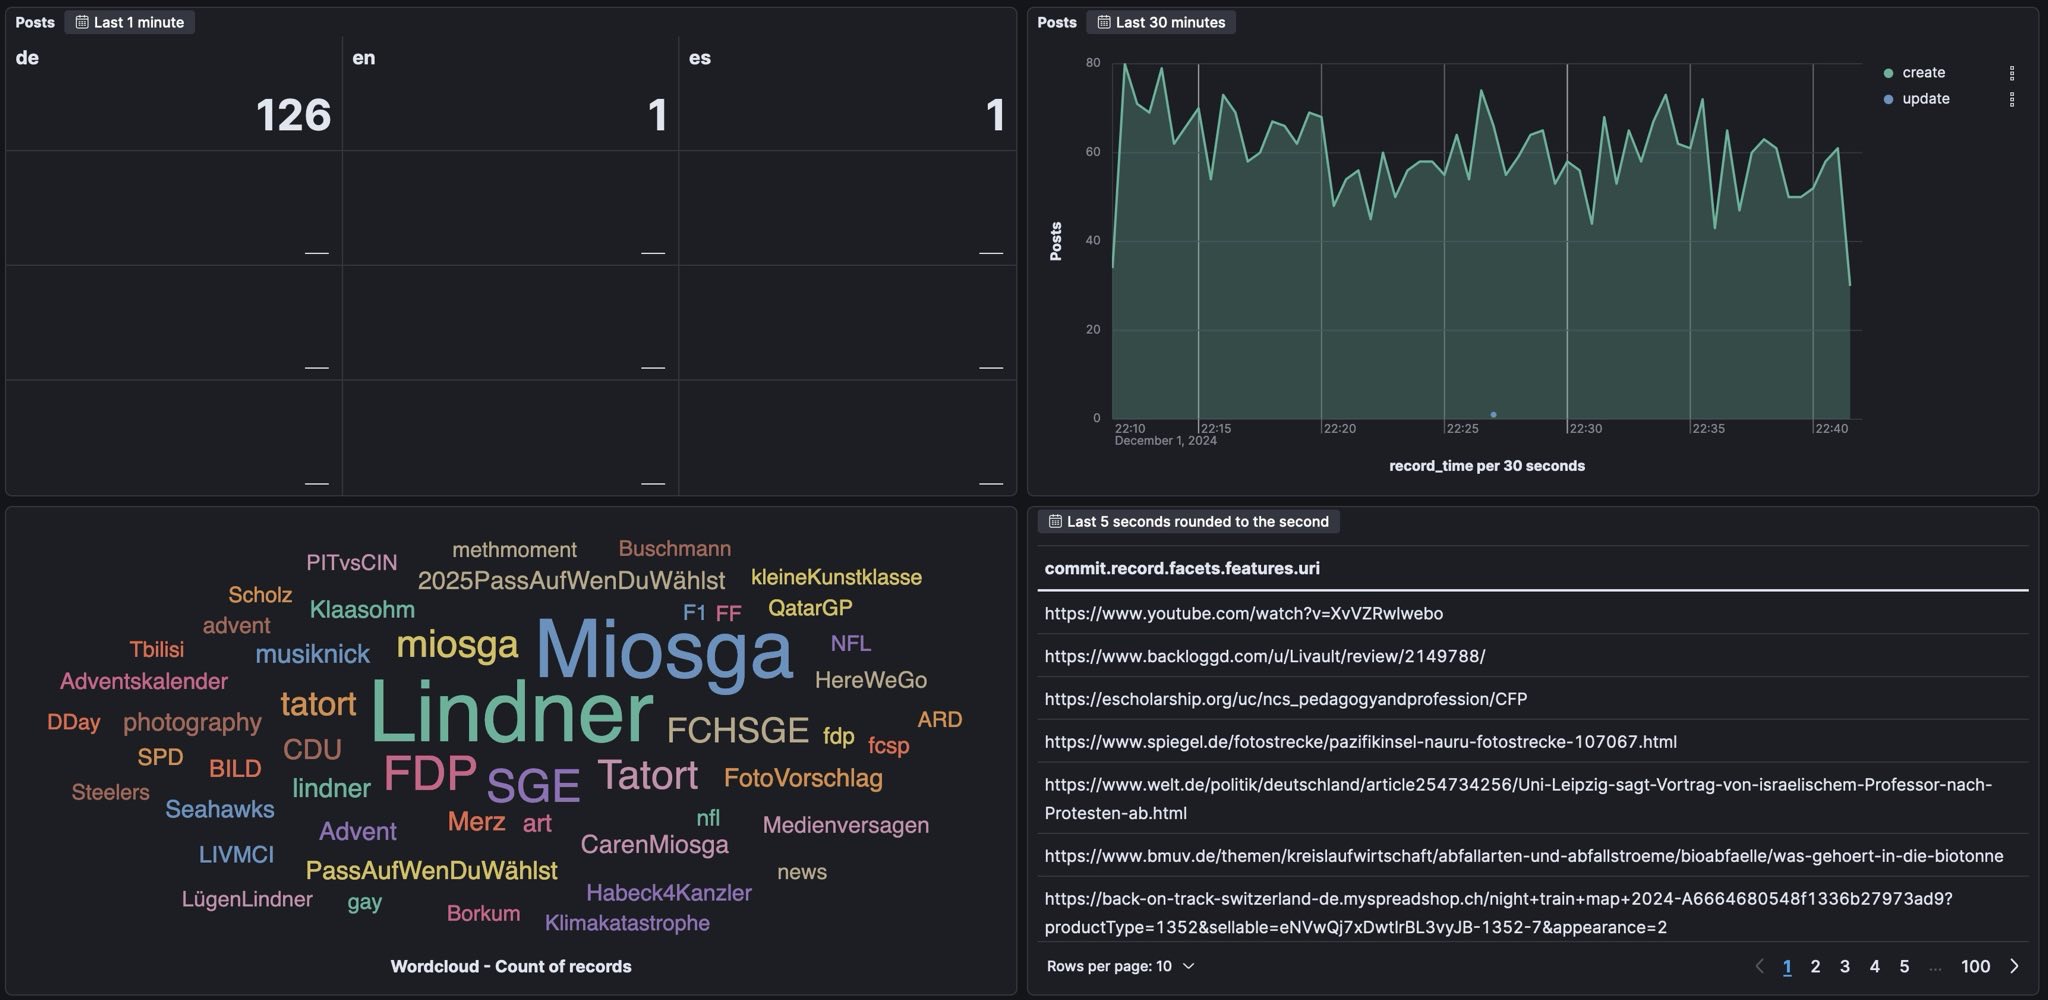 Posts Last 1 minute
de en es
126 1 1
Posts Last 30 minutes
80
60
40
20
0
Posts
22:10 22:15 22:20 22:25 22:30 22:35 22:40
December 1, 2024
record_time per 30 seconds
create
update
methmoment Buschmann
PITvsCIN
2025PassAufWenDuWählst kleineKunstklasse
Scholz Klaasohm F1 FF QatarGP
advent
Tbilisi musiknick miosga Miosga NFL
Adventskalender HereWeGo
tatort Lindner
DDay photography FCHSGE fdp ARD
SPD CDU fcsp
BILD FDP SGE Tatort FotoVorschlag
Steelers lindner
Seahawks
Advent Merz art nfl Medienversagen
LIVMCI CarenMiosga
PassAufWenDuWählst news
LügenLindner gay Habeck4Kanzler
Borkum Klimakatastrophe
Wordcloud - Count of records
Last 5 seconds rounded to the second
commit.record.facets.features.uri
https://www.youtube.com/watch?v=XvVZRwlwebo
https://www.backloggd.com/u/Livault/review/2149788/
https://escholarship.org/uc/ncs_pedagogyandprofession/CFP
https://www.spiegel.de/fotostrecke/pazifikinsel-nauru-fotostrecke-107067.html
https://www.welt.de/politik/deutschland/article254734256/Uni-Leipzig-sagt-Vortrag-von-israelischem-Professor-nach-
Protesten-ab.html
https://www.bmuv.de/themen/kreislaufwirtschaft/abfallarten-und-abfallstroeme/bioabfaelle/was-gehoert-in-die-biotonne
https://back-on-track-switzerland-de.myspreadshop.ch/night+train+map+2024-A6664680548f1336b27973ad9?
productType=1352&sellable=eNVwQj7xDwtlrBL3vyJB-1352-7&appearance=2
Rows per page: 10
1 2 3 4 5 ... 100